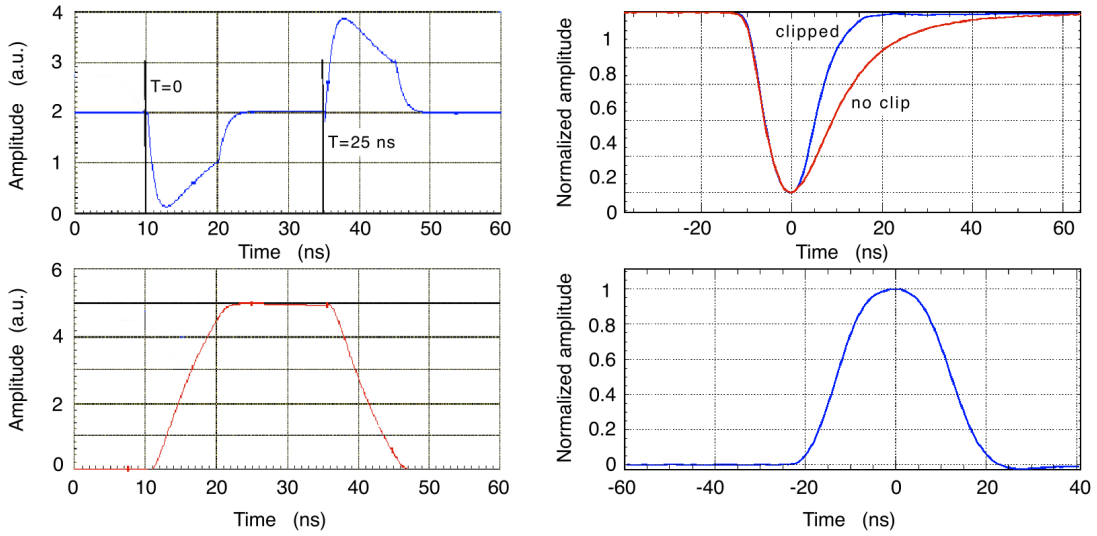 Amplitude (a.u.)
4
3
2
1
0
T=0
T=25 ns
0 10 20 30 40 50 60
Time (ns)
Normalized amplitude
1
0.8
0.6
0.4
0.2
0
clipped
no clip
-20 0 20 40 60
Time (ns)
Amplitude (a.u.)
6
4
2
0
0 10 20 30 40 50 60
Time (ns)
Normalized amplitude
1
0.8
0.6
0.4
0.2
0
-60 -40 -20 0 20 40
Time (ns)